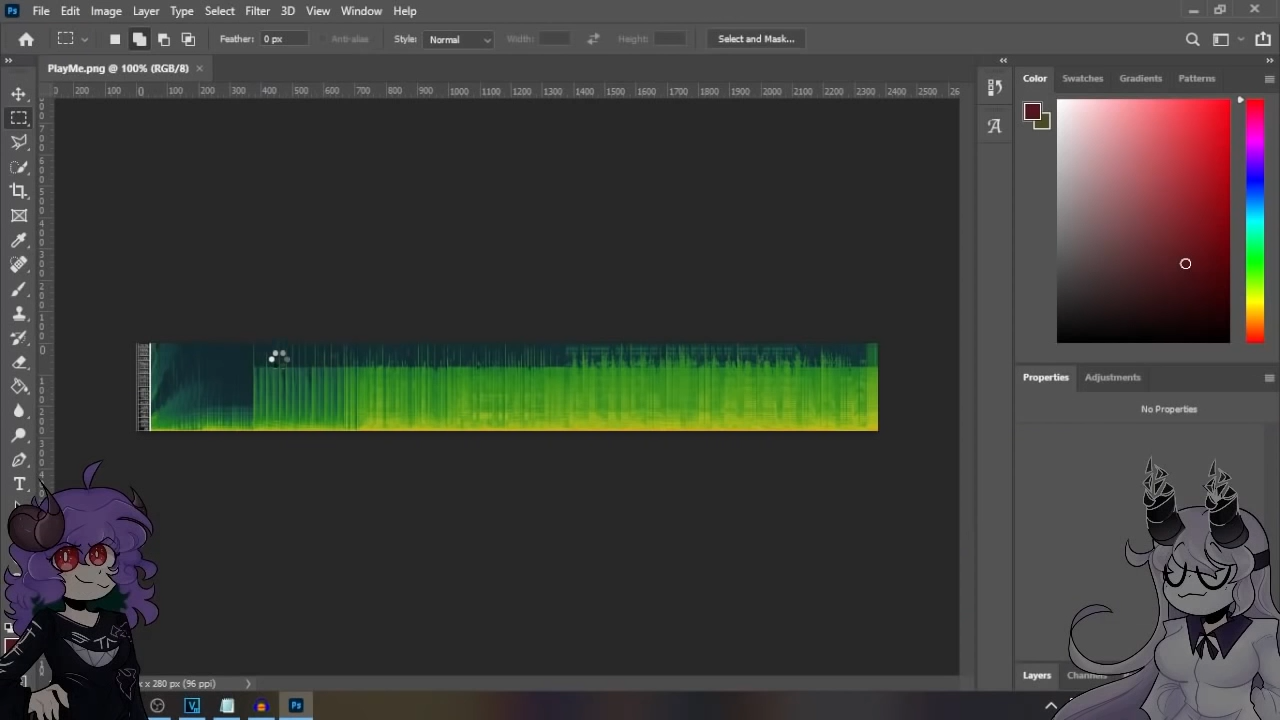 Ps File Edit Image Layer Type Select Filter 3D View Window Help
Feather: 0 px Anti-alias Style: Normal Width: Height: Select and Mask...
PlayMe.png @ 100% (RGB/8)
200 100 0 100 200 300 400 500 600 700 800 900 1000 1100 1200 1300 1400 1500 1600 1700 1800 1900 2000 2100 2200 2300 2400 2500
Color Swatches Gradients Patterns
Properties Adjustments
No Properties
x 280 px (96 ppi)
Layers Channels
Ps